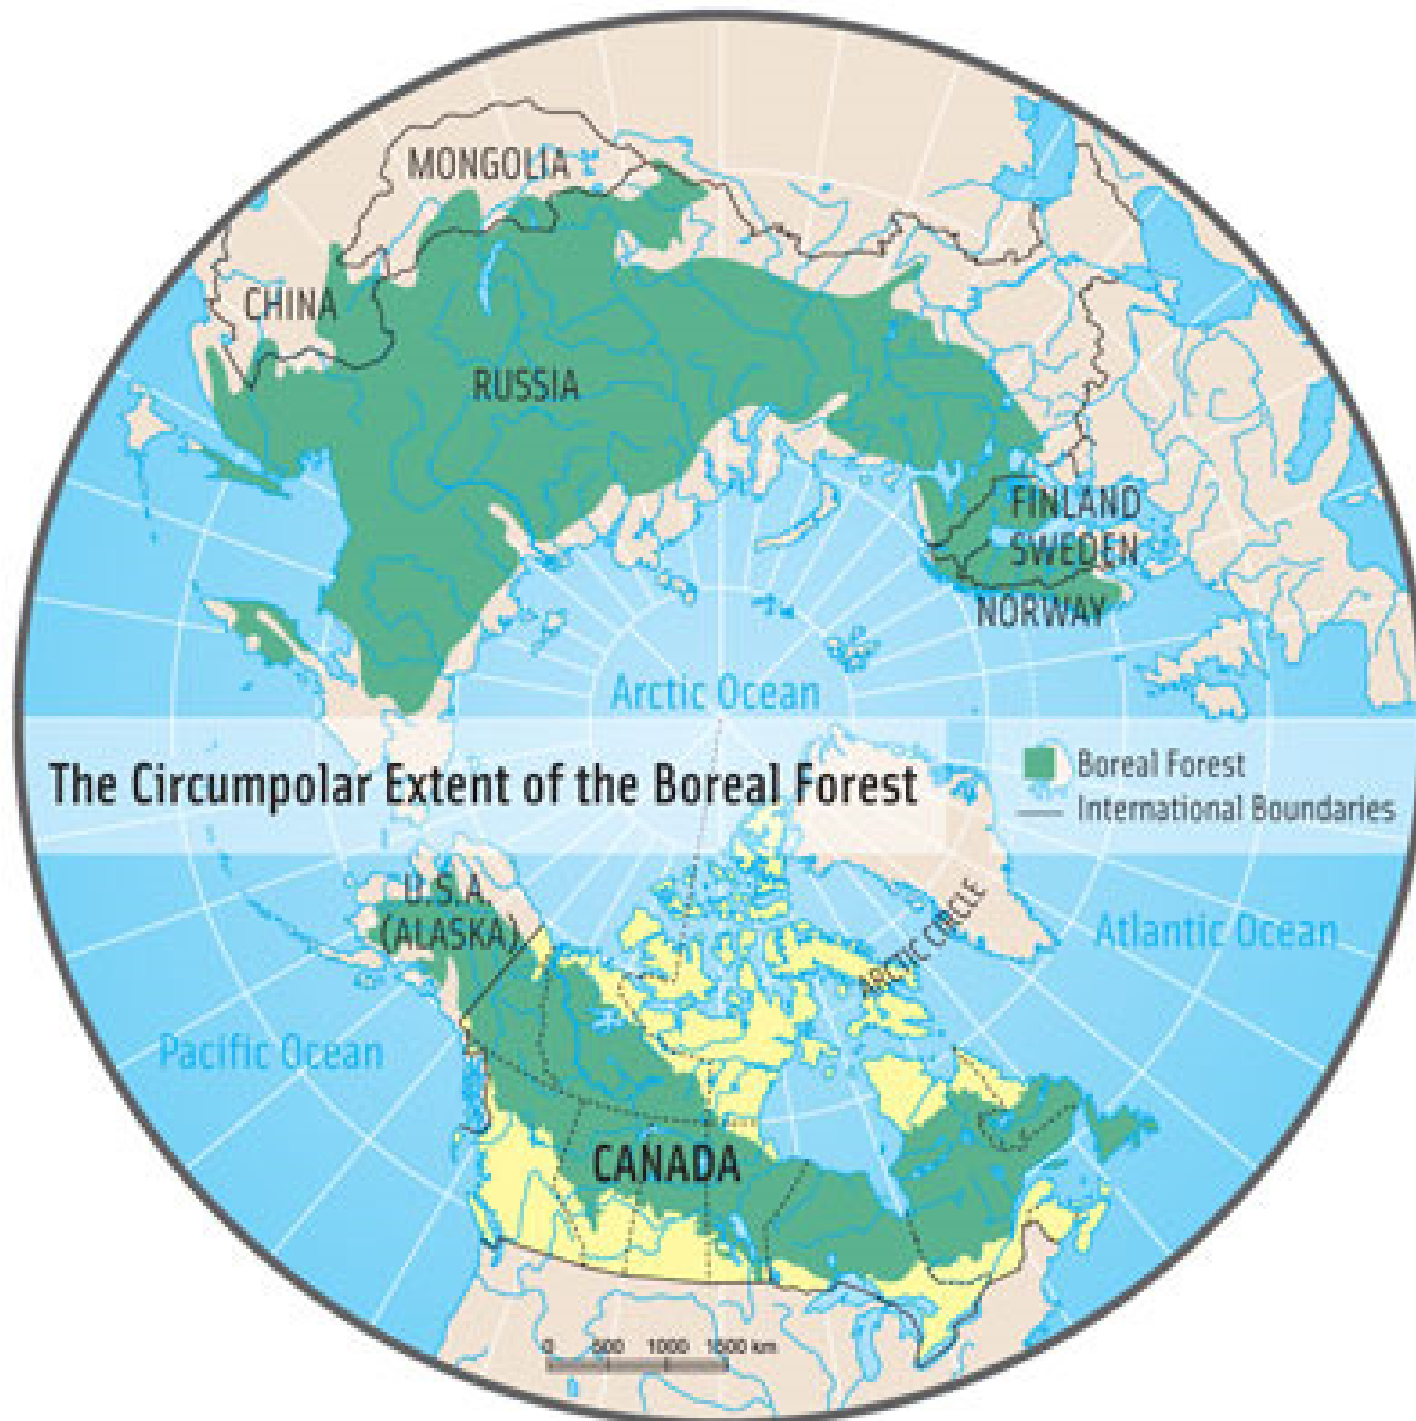 MONGOLIA
CHINA
RUSSIA
FINLAND
SWEDEN
NORWAY
Arctic Ocean
The Circumpolar Extent of the Boreal Forest
Boreal Forest
International Boundaries
U.S.A.
(ALASKA)
ARCTIC CIRCLE
Atlantic Ocean
Pacific Ocean
CANADA
0 500 1000 1500 km